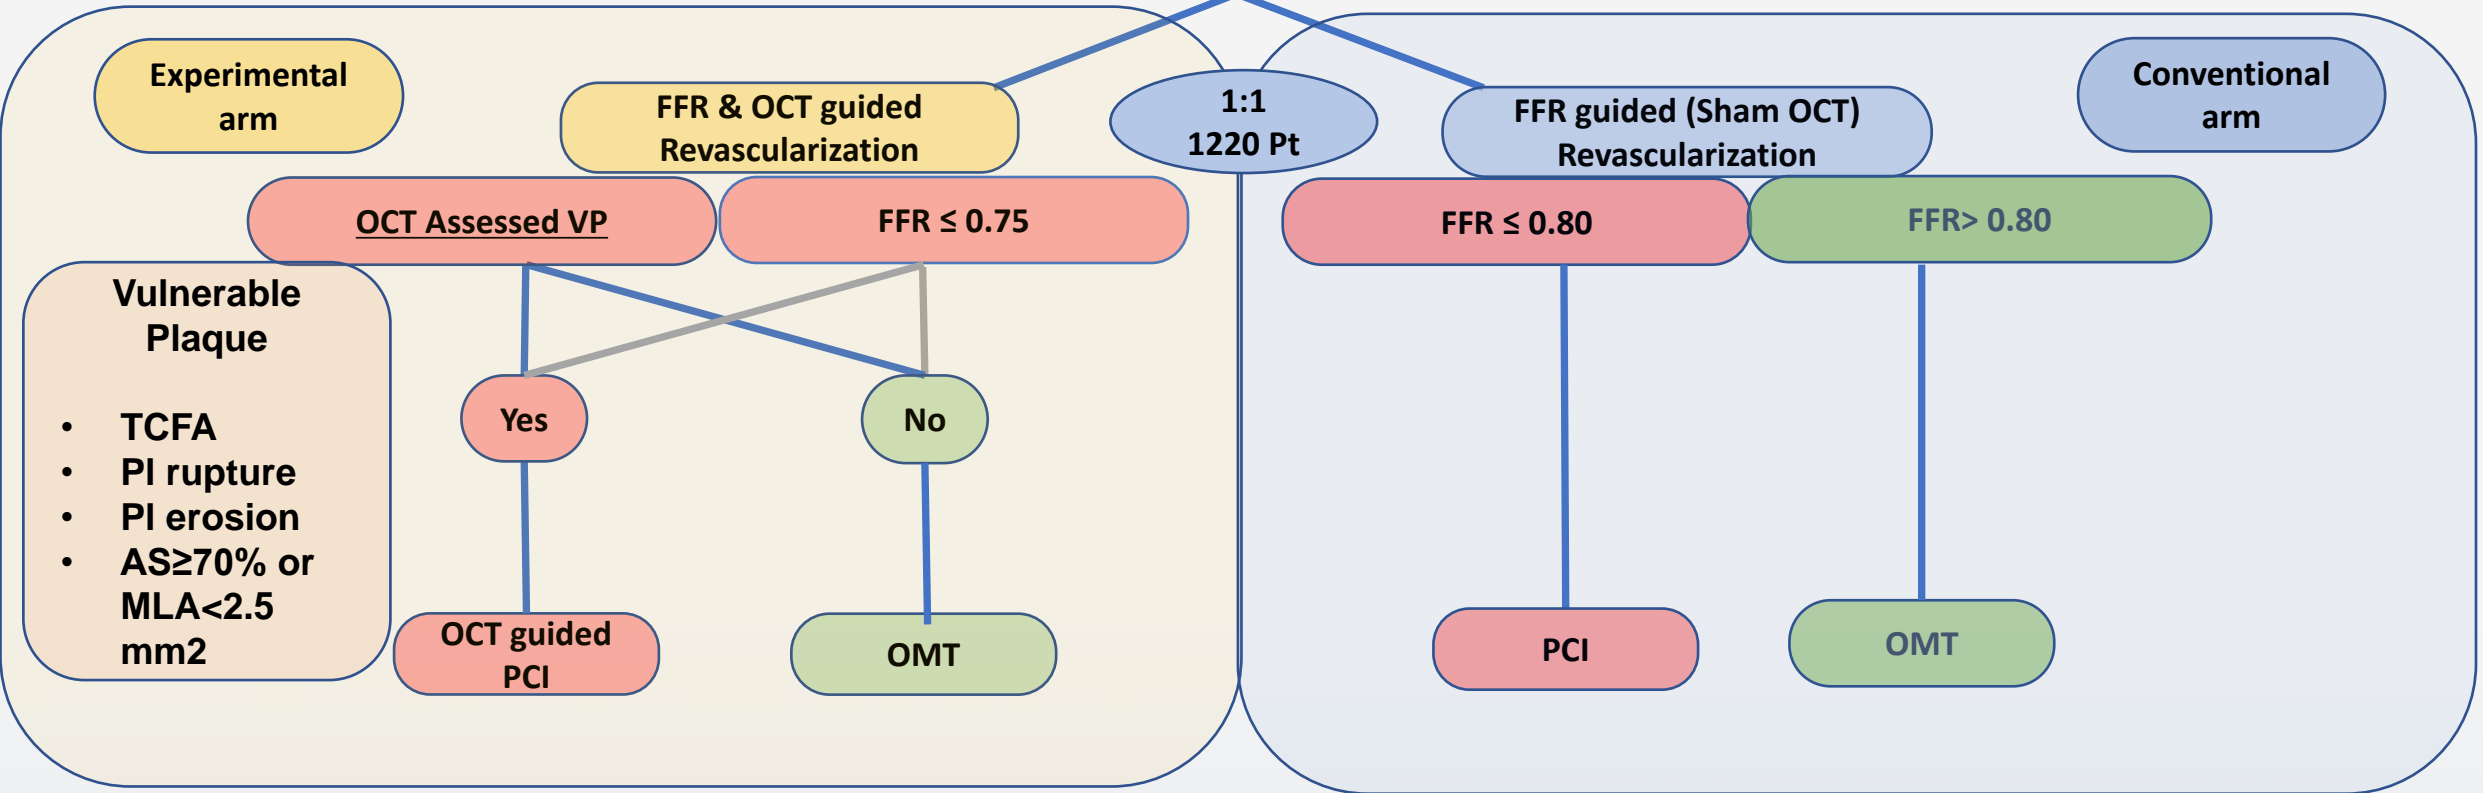 Experimental
arm
FFR & OCT guided
Revascularization
1:1
1220 Pt
FFR guided (Sham OCT)
Revascularization
Conventional
arm
OCT Assessed VP
FFR ≤ 0.75
FFR ≤ 0.80
FFR> 0.80
Vulnerable
Plaque
• TCFA
• Pl rupture
• Pl erosion
• AS≥70% or
MLA<2.5
mm2
Yes
No
OCT guided
PCI
OMT
PCI
OMT